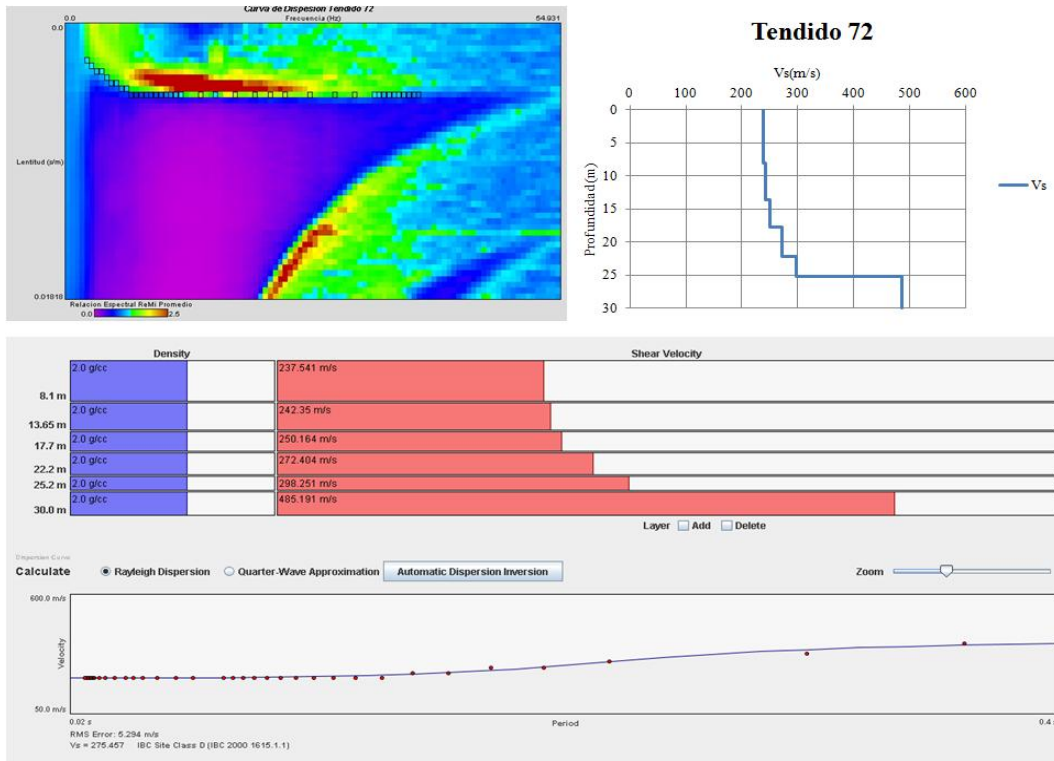 Curva de Dispesión Tendido 72
0.0 Frecuencia (Hz) 54.931
0.0
Lentitud (s/m)
0.01818
Relacion Espectral ReMi Promedio
0.0 2.5
Tendido 72
Vs(m/s)
0 100 200 300 400 500 600
0
5
10
15
20
25
30
Profundidad(m)
Vs
Density Shear Velocity
2.0 g/cc 237.541 m/s
8.1 m
2.0 g/cc 242.35 m/s
13.65 m
2.0 g/cc 250.164 m/s
17.7 m
2.0 g/cc 272.404 m/s
22.2 m
2.0 g/cc 298.251 m/s
25.2 m
2.0 g/cc 485.191 m/s
30.0 m
Layer Add Delete
Dispersion Curve
Calculate Rayleigh Dispersion Quarter-Wave Approximation Automatic Dispersion Inversion Zoom
600.0 m/s
Velocity
50.0 m/s
0.02 s Period 0.4
RMS Error: 5.294 m/s
Vs = 275.457 IBC Site Class D (IBC 2000 1615.1.1)